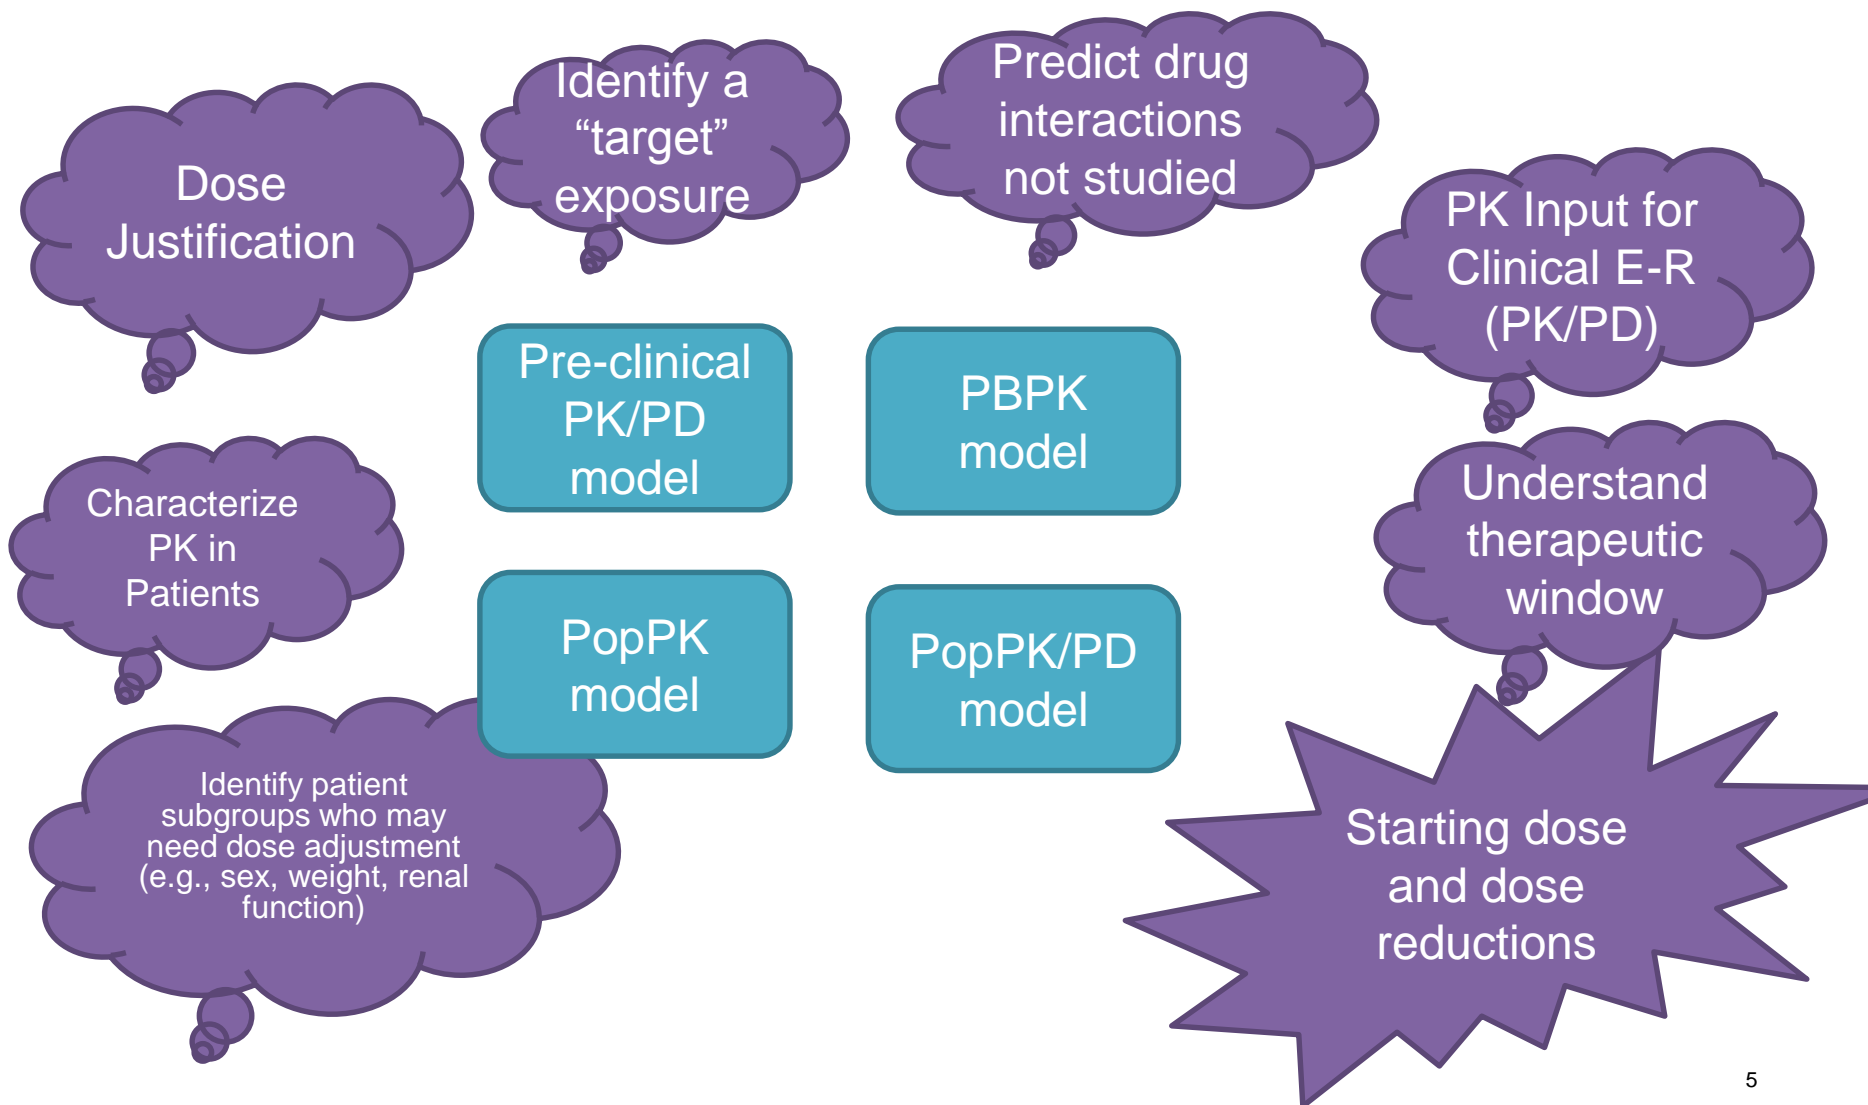 Dose
Justification
Identify a
“target”
exposure
Predict drug
interactions
not studied
PK Input for
Clinical E-R
(PK/PD)
Pre-clinical
PK/PD
model
PBPK
model
Characterize
PK in
Patients
Understand
therapeutic
window
PopPK
model
PopPK/PD
model
Identify patient
subgroups who may
need dose adjustment
(e.g., sex, weight, renal
function)
Starting dose
and dose
reductions
5